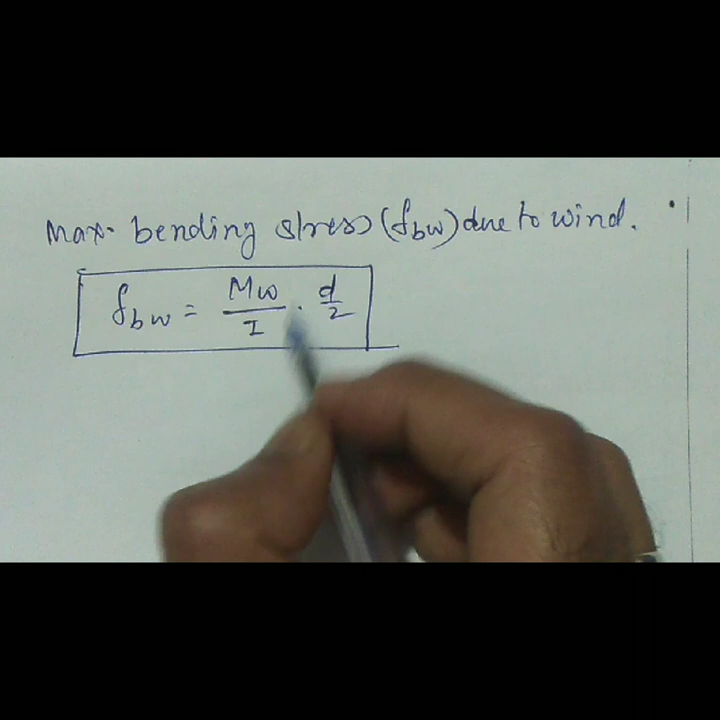 Max. bending stress (fbw) due to wind.
fbw = Mw/I . d/2